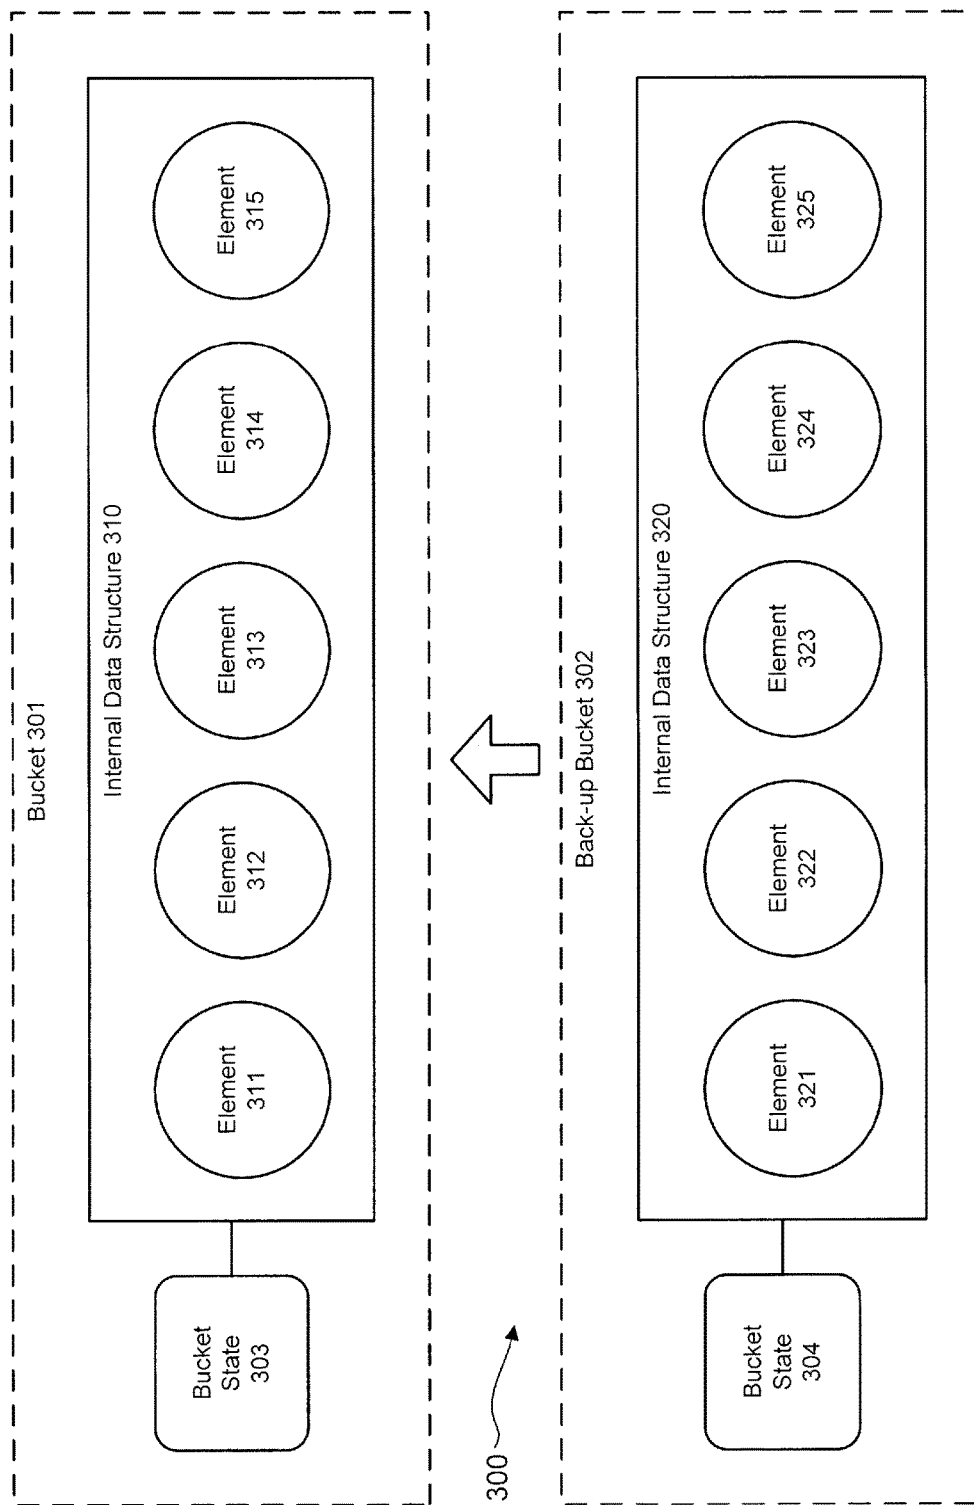 Bucket 301
Internal Data Structure 310
Bucket
State
303
Element
311
Element
312
Element
313
Element
314
Element
315
300
Back-up Bucket 302
Internal Data Structure 320
Bucket
State
304
Element
321
Element
322
Element
323
Element
324
Element
325